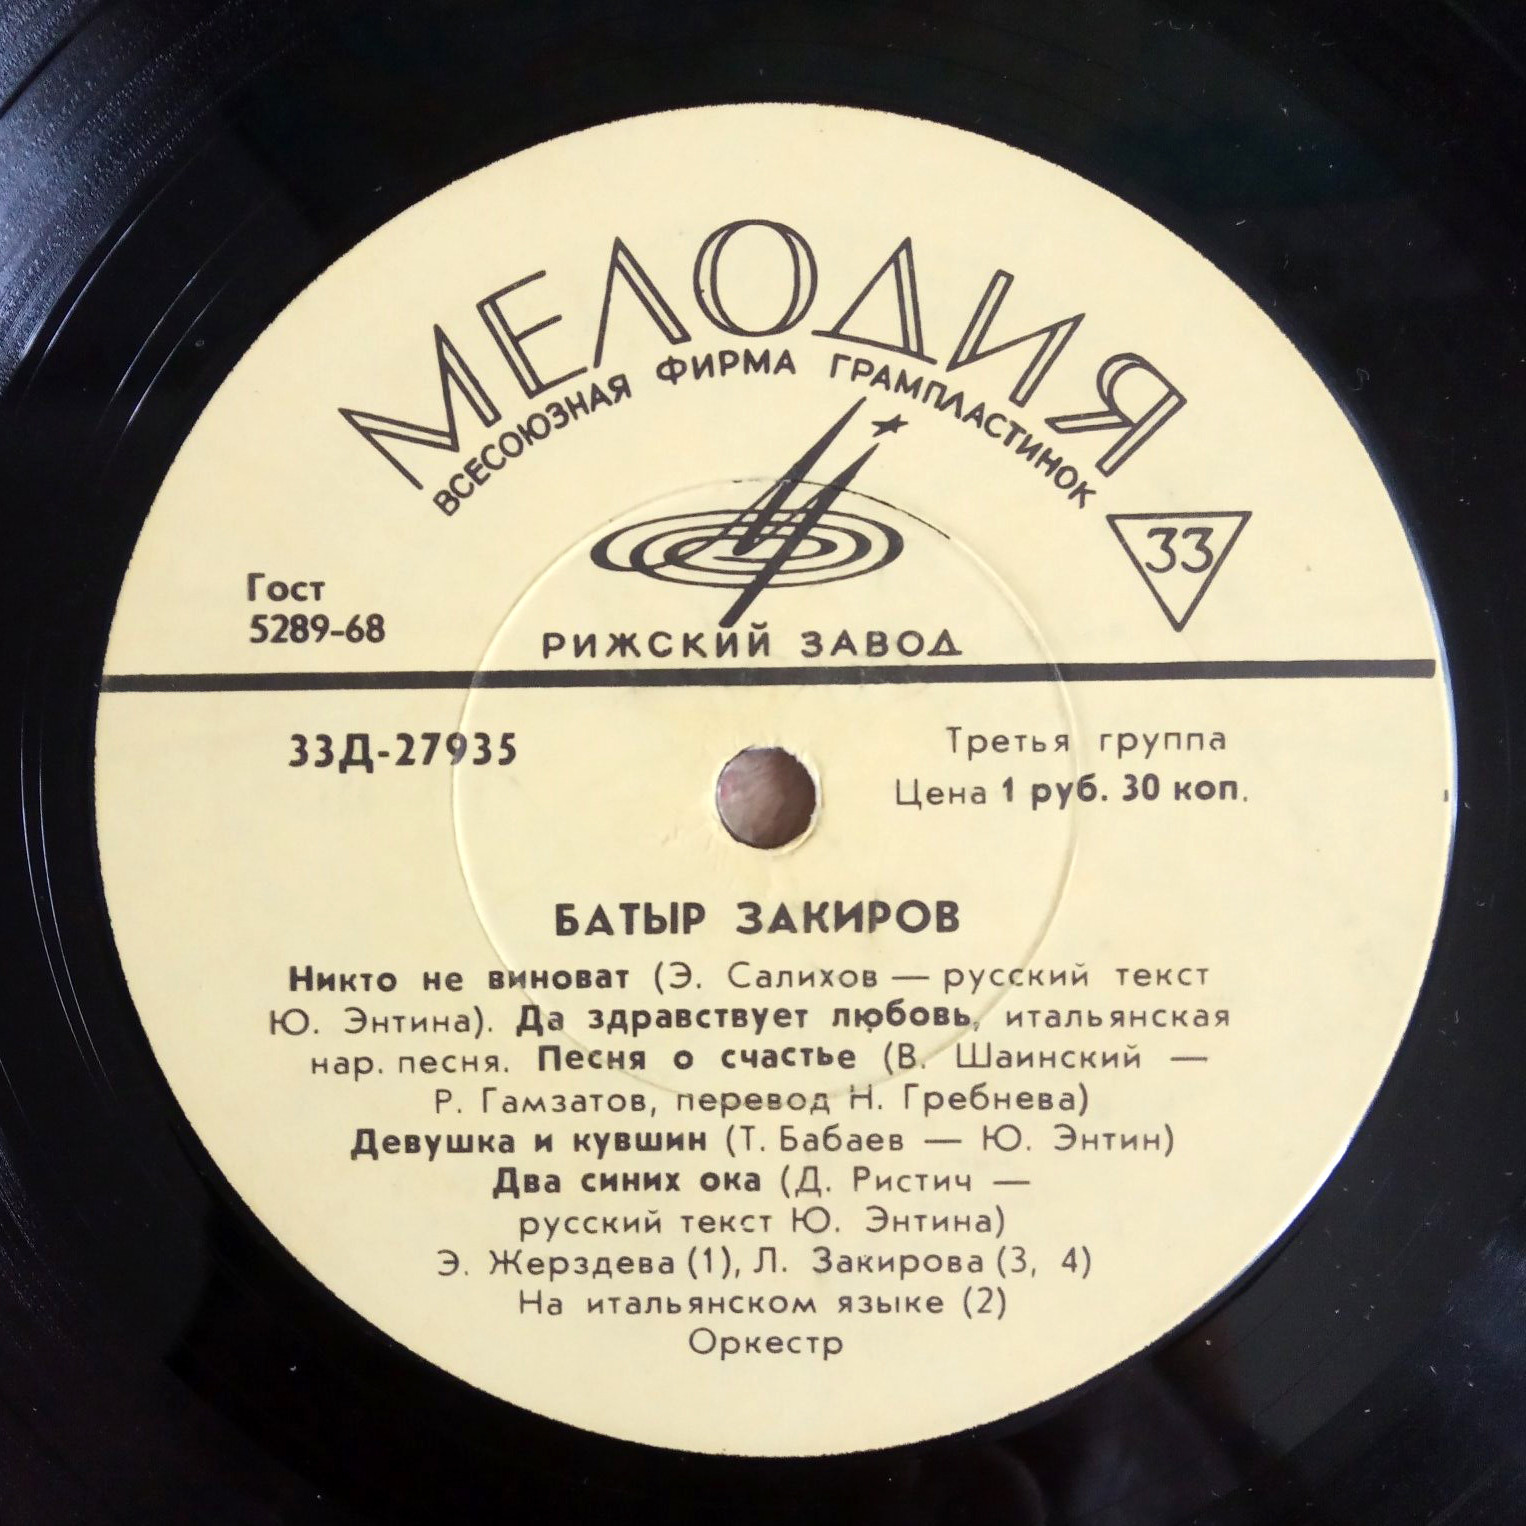 МЕЛОДИЯ
ВСЕСОЮЗНАЯ ФИРМА ГРАМПЛАСТИНОК
33
Гост
5289-68
РИЖСКИЙ ЗАВОД
33Д-27935
Третья группа
Цена 1 руб. 30 коп.
БАТЫР ЗАКИРОВ
Никто не виноват (Э. Салихов — русский текст
Ю. Энтина). Да здравствует любовь, итальянская
нар. песня. Песня о счастье (В. Шаинский —
Р. Гамзатов, перевод Н. Гребнева)
Девушка и кувшин (Т. Бабаев — Ю. Энтин)
Два синих ока (Д. Ристич —
русский текст Ю. Энтина)
Э. Жерздева (1), Л. Закирова (3, 4)
На итальянском языке (2)
Оркестр